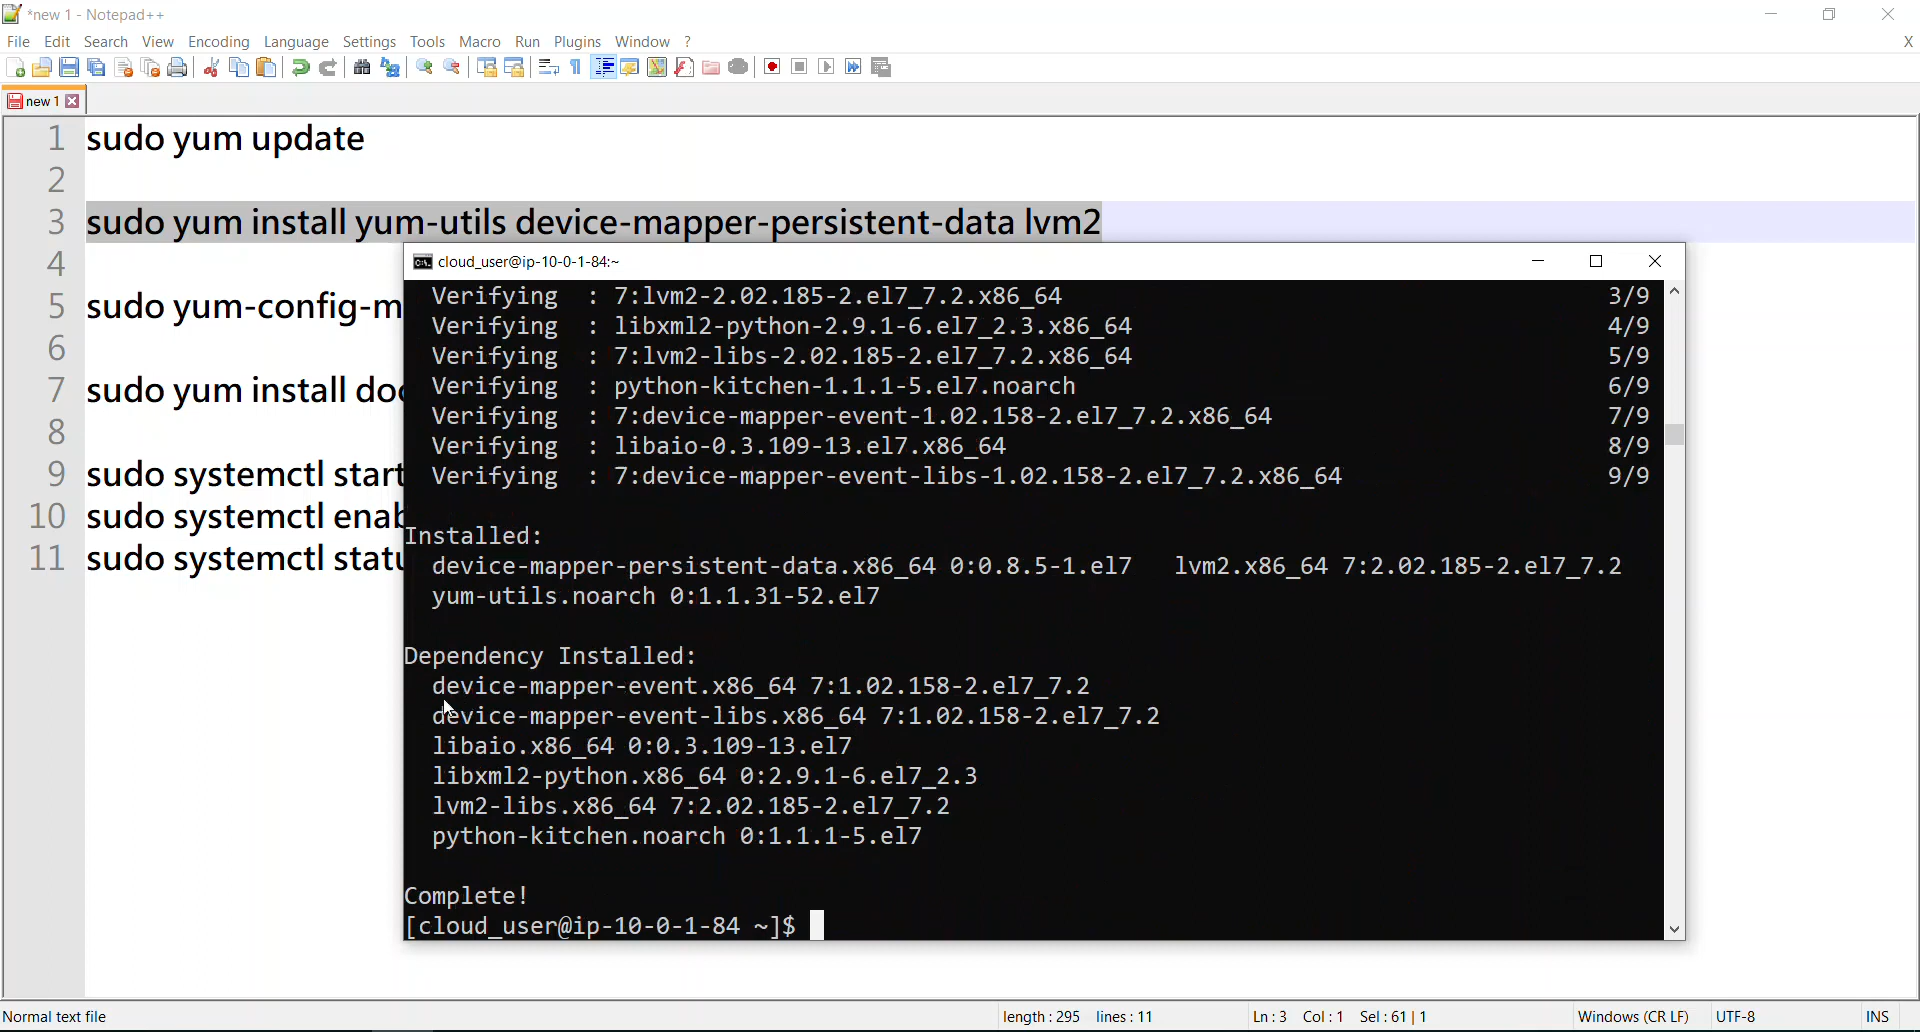 *new 1 - Notepad++
File Edit Search View Encoding Language Settings Tools Macro Run Plugins Window ? X
new 1
1 sudo yum update
2
3 sudo yum install yum-utils device-mapper-persistent-data lvm2
4
5 sudo yum-config-m
6
7 sudo yum install doc
8
9 sudo systemctl start
10 sudo systemctl enab
11 sudo systemctl statu
cloud_user@ip-10-0-1-84:~
Verifying : 7:lvm2-2.02.185-2.el7_7.2.x86_64 3/9
Verifying : libxml2-python-2.9.1-6.el7_2.3.x86_64 4/9
Verifying : 7:lvm2-libs-2.02.185-2.el7_7.2.x86_64 5/9
Verifying : python-kitchen-1.1.1-5.el7.noarch 6/9
Verifying : 7:device-mapper-event-1.02.158-2.el7_7.2.x86_64 7/9
Verifying : libaio-0.3.109-13.el7.x86_64 8/9
Verifying : 7:device-mapper-event-libs-1.02.158-2.el7_7.2.x86_64 9/9
Installed:
device-mapper-persistent-data.x86_64 0:0.8.5-1.el7 lvm2.x86_64 7:2.02.185-2.el7_7.2
yum-utils.noarch 0:1.1.31-52.el7
Dependency Installed:
device-mapper-event.x86_64 7:1.02.158-2.el7_7.2
device-mapper-event-libs.x86_64 7:1.02.158-2.el7_7.2
libaio.x86_64 0:0.3.109-13.el7
libxml2-python.x86_64 0:2.9.1-6.el7_2.3
lvm2-libs.x86_64 7:2.02.185-2.el7_7.2
python-kitchen.noarch 0:1.1.1-5.el7
Complete!
[cloud_user@ip-10-0-1-84 ~]$
Normal text file length : 295 lines : 11 Ln : 3 Col : 1 Sel : 61 | 1 Windows (CR LF) UTF-8 INS